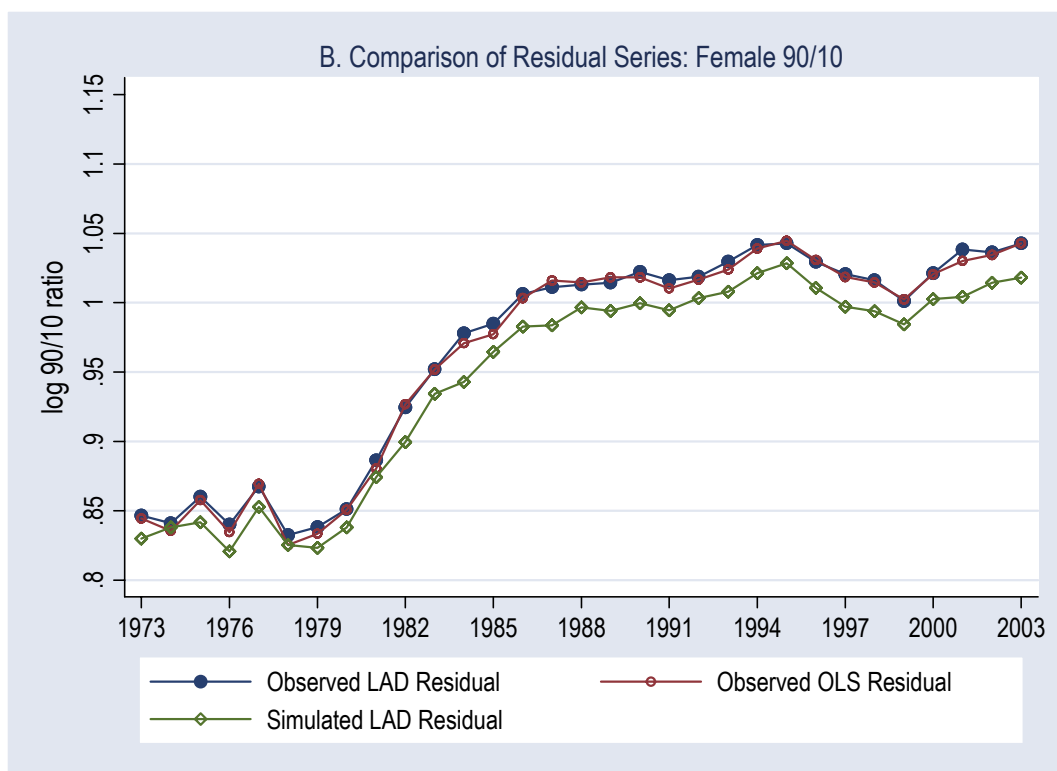 B. Comparison of Residual Series: Female 90/10
log 90/10 ratio
1.15
1.1
1.05
1
.95
.9
.85
.8
1973 1976 1979 1982 1985 1988 1991 1994 1997 2000 2003
Observed LAD Residual Observed OLS Residual
Simulated LAD Residual